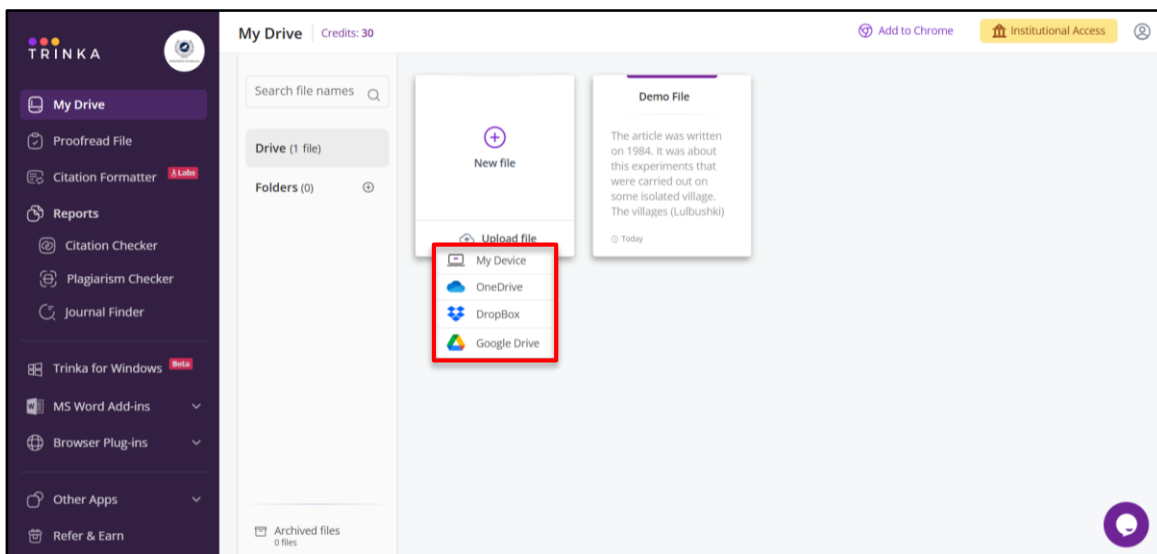 TRINKA
My Drive
Proofread File
Citation Formatter Labs
Reports
Citation Checker
Plagiarism Checker
Journal Finder
Trinka for Windows Beta
MS Word Add-ins
Browser Plug-ins
Other Apps
Refer & Earn
My Drive Credits: 30
Add to Chrome
Institutional Access
Search file names
Drive (1 file)
Folders (0)
Archived files
0 files
New file
Upload file
My Device
OneDrive
DropBox
Google Drive
Demo File
The article was written
on 1984. It was about
this experiments that
were carried out on
some isolated village.
The villages (Lulbushki)
Today